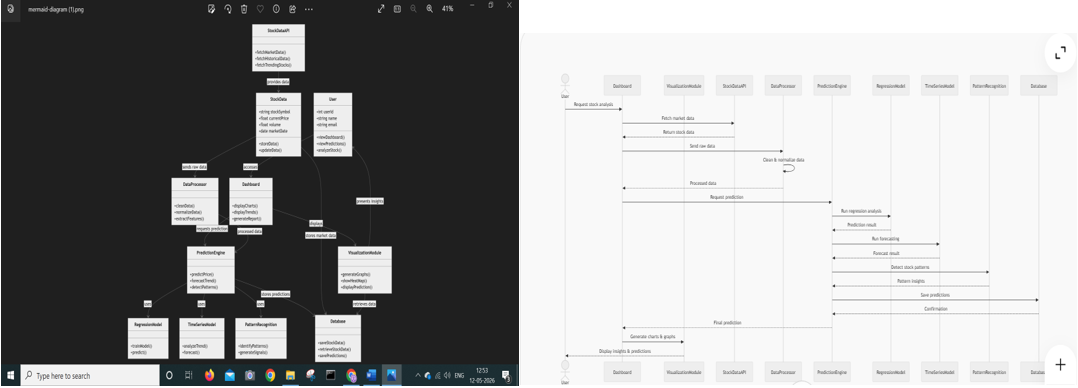 mermaid-diagram (1).png
41%
StockDataAPI
+fetchMarketData()
+fetchHistoricalData()
+fetchTrendingStocks()
provides data
StockData
+string stockSymbol
+float currentPrice
+float volume
+date marketDate
+storeData()
+updateData()
User
+int userId
+string name
+string email
+viewDashboard()
+viewPredictions()
+analyzeStock()
sends raw data
accesses
DataProcessor
+cleanData()
+normalizeData()
+extractFeatures()
Dashboard
+displayCharts()
+displayTrends()
+generateReport()
presents insights
displays
requests prediction
processed data
stores market data
PredictionEngine
+predictPrice()
+forecastTrend()
+detectPatterns()
VisualizationModule
+generateGraphs()
+showHeatMap()
+displayPrediction()
stores predictions
uses
uses
uses
retrieves data
RegressionModel
+trainModel()
+predict()
TimeSeriesModel
+analyzeTrend()
+forecast()
PatternRecognition
+identifyPatterns()
+generateSignals()
Database
+saveStockData()
+retrieveStockData()
+savePredictions()
Type here to search
ENG
12:53
12-05-2026
User
Dashboard
VisualizationModule
StockDataAPI
DataProcessor
PredictionEngine
RegressionModel
TimeSeriesModel
PatternRecognition
Database
Request stock analysis
Fetch market data
Return stock data
Send raw data
Clean & normalize data
Processed data
Request prediction
Run regression analysis
Prediction result
Run forecasting
Forecast result
Detect stock patterns
Pattern insights
Save predictions
Confirmation
Final prediction
Generate charts & graphs
Display insights & predictions
User
Dashboard
VisualizationModule
StockDataAPI
DataProcessor
PredictionEngine
RegressionModel
TimeSeriesModel
PatternRecognition